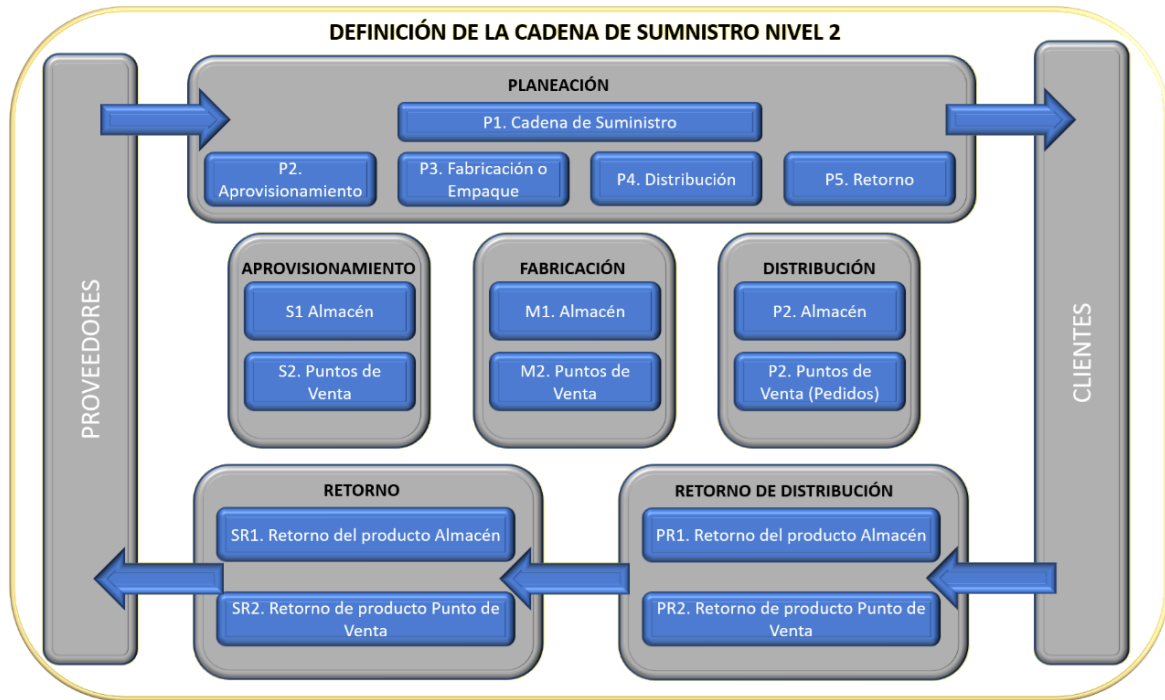 DEFINICIÓN DE LA CADENA DE SUMNISTRO NIVEL 2
PROVEEDORES
PLANEACIÓN
P1. Cadena de Suministro
P2.
Aprovisionamiento
P3. Fabricación o
Empaque
P4. Distribución
P5. Retorno
APROVISIONAMIENTO
S1 Almacén
S2. Puntos de
Venta
FABRICACIÓN
M1. Almacén
M2. Puntos de
Venta
DISTRIBUCIÓN
P2. Almacén
P2. Puntos de
Venta (Pedidos)
RETORNO
SR1. Retorno del producto Almacén
SR2. Retorno de producto Punto de
Venta
RETORNO DE DISTRIBUCIÓN
PR1. Retorno del producto Almacén
PR2. Retorno de producto Punto de
Venta
CLIENTES